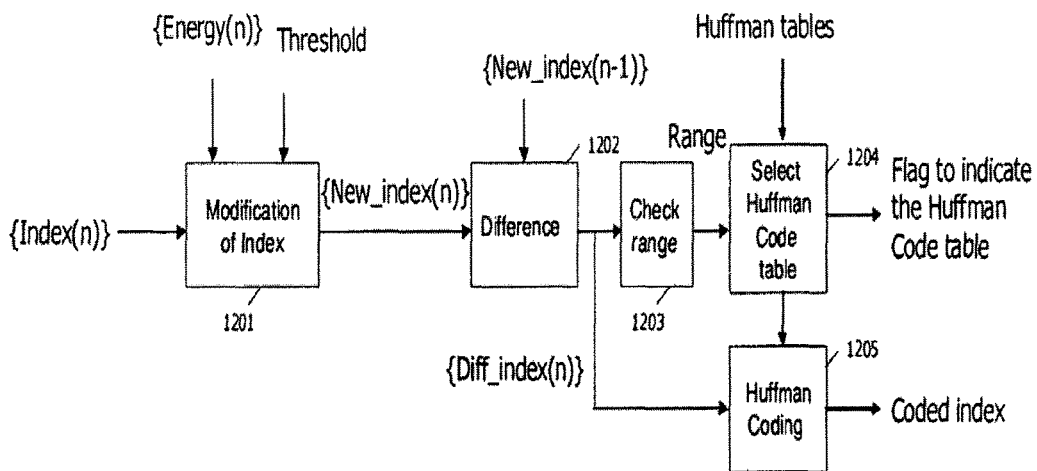 {Energy(n)}
Threshold
{New_index(n-1)}
Huffman tables
{Index(n)}
Modification
of Index
1201
{New_index(n)}
Difference
1202
Check
range
1203
Range
Select
Huffman
Code
table
1204
Flag to indicate
the Huffman
Code table
{Diff_index(n)}
Huffman
Coding
1205
Coded index